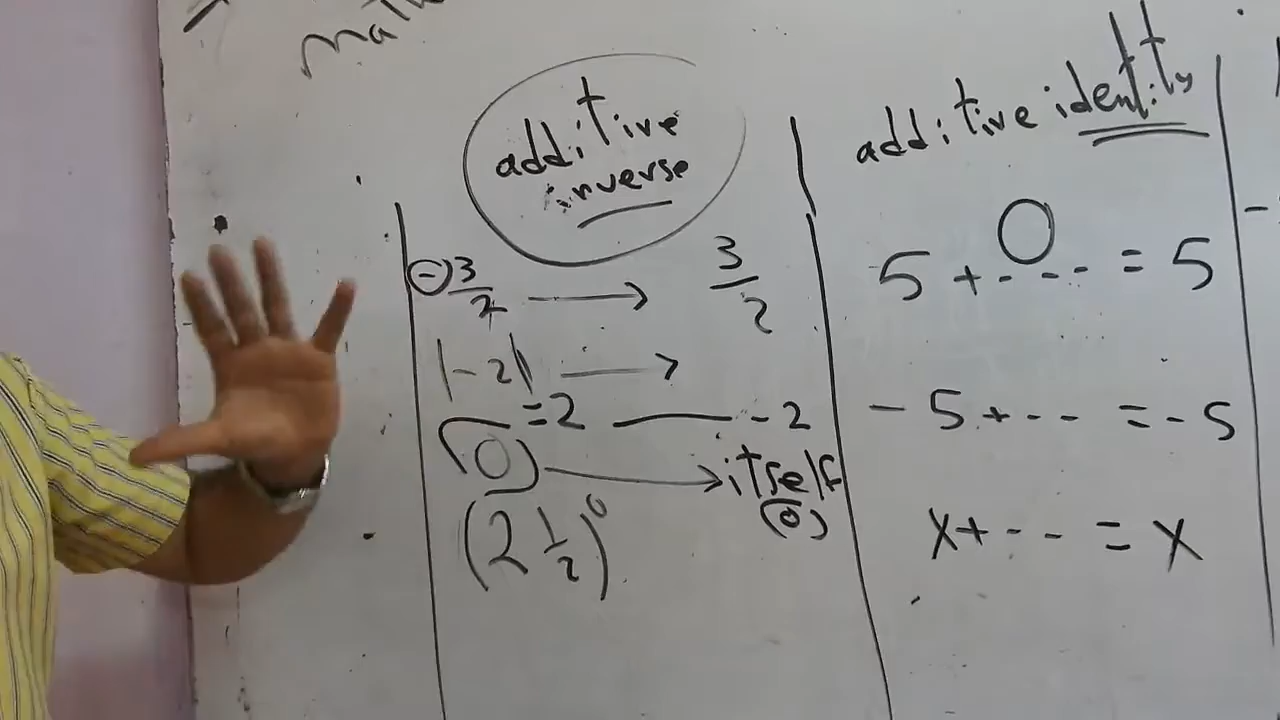 additive
inverse
-3/2 → 3/2
|-2| →
=2 — -2
(0) → itself
(0)
(2 1/2)^0
additive identity
0
5 + .... = 5
-5 + --- = -5
x + --- = x